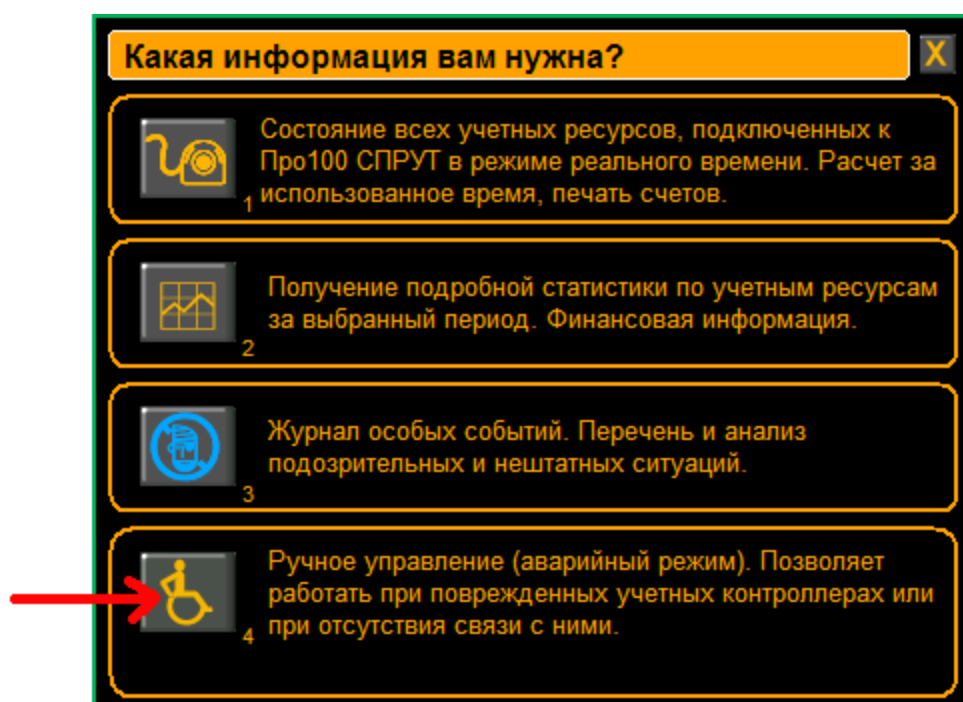 Какая информация вам нужна?
X
Состояние всех учетных ресурсов, подключенных к
Про100 СПРУТ в режиме реального времени. Расчет за
использованное время, печать счетов.
1
Получение подробной статистики по учетным ресурсам
за выбранный период. Финансовая информация.
2
Журнал особых событий. Перечень и анализ
подозрительных и нештатных ситуаций.
3
Ручное управление (аварийный режим). Позволяет
работать при поврежденных учетных контроллерах или
при отсутствия связи с ними.
4